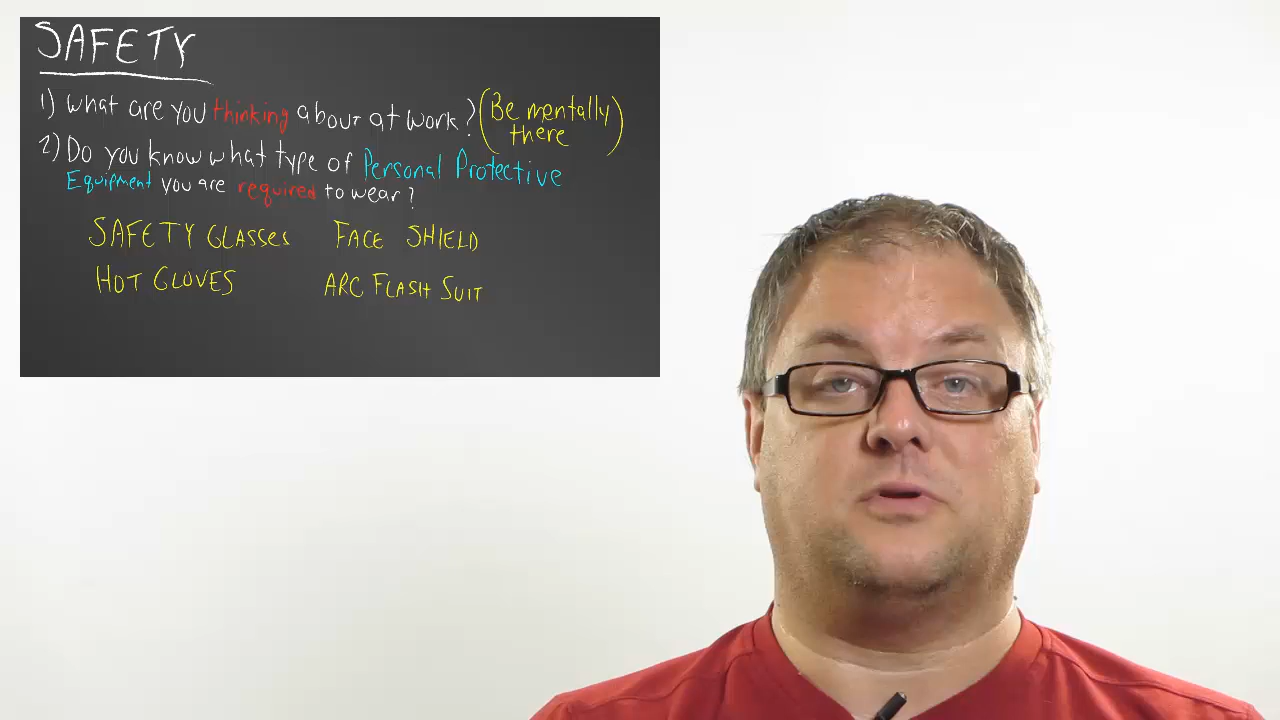 SAFETY
1) What are you thinking about at work? (Be mentally there)
2) Do you know what type of Personal Protective
Equipment you are required to wear?
SAFETY GLASSES FACE SHIELD
HOT GLOVES ARC FLASH SUIT